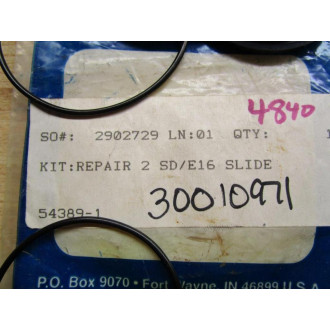 4840
SO#: 2902729 LN:01 QTY: 1
KIT:REPAIR 2 SD/E16 SLIDE
30010971
54389-1
P.O. Box 9070 • Fort Wayne, IN 46899 U.S.A.